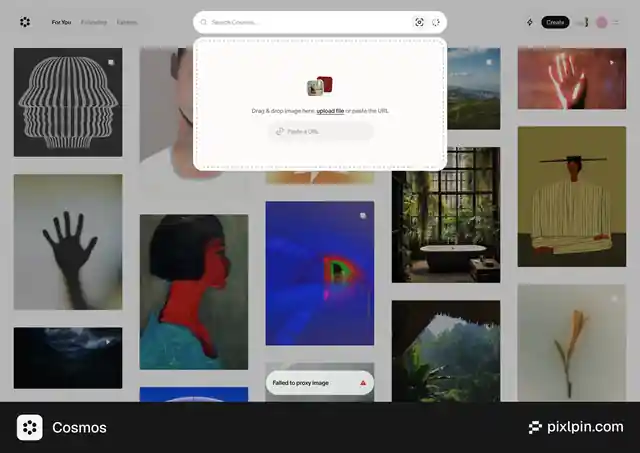 For You
Following
Explore
Search Cosmos...
Create
Drag & drop image here, upload file or paste the URL
Paste a URL
Failed to proxy image
Cosmos
pixlpin.com